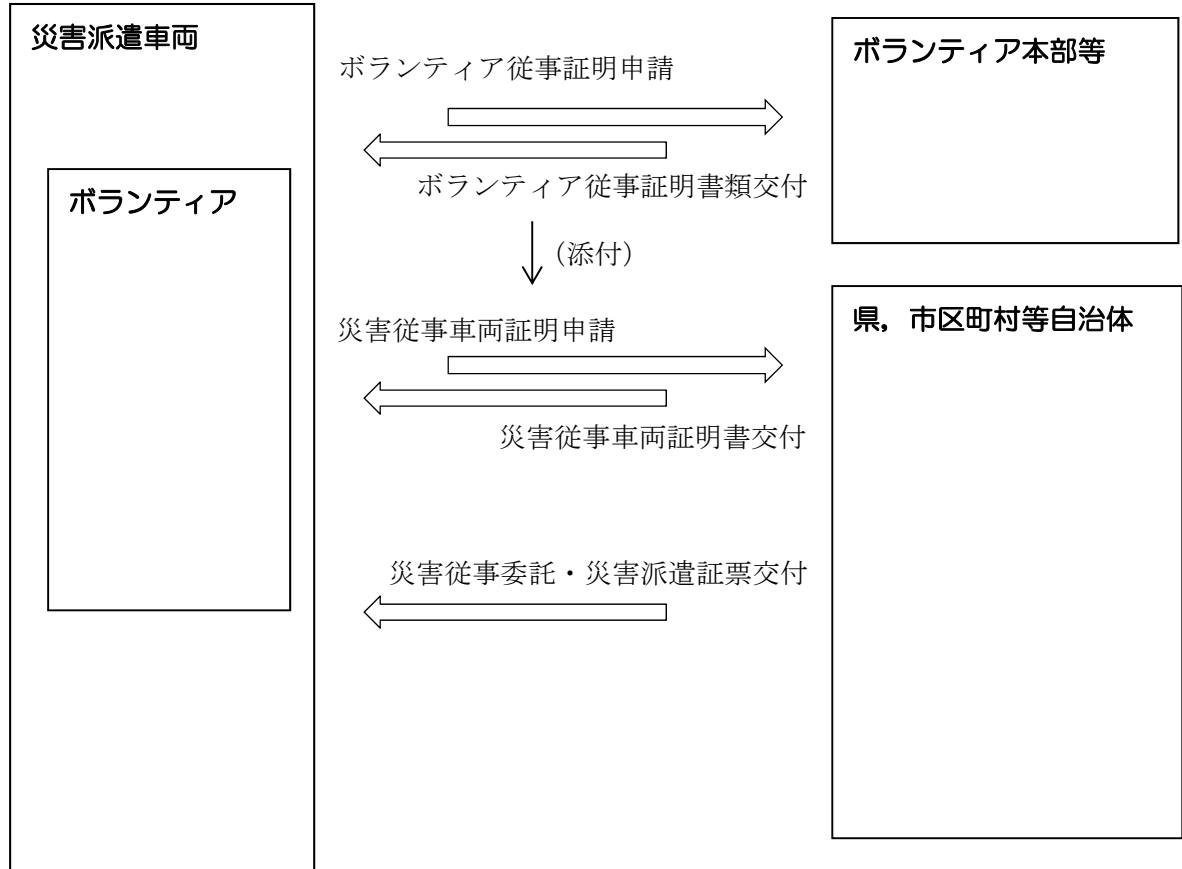 災害派遣車両
ボランティア
ボランティア従事証明申請
ボランティア従事証明書類交付
（添付）
災害従事車両証明申請
災害従事車両証明書交付
災害従事委託・災害派遣証票交付
ボランティア本部等
県，市区町村等自治体